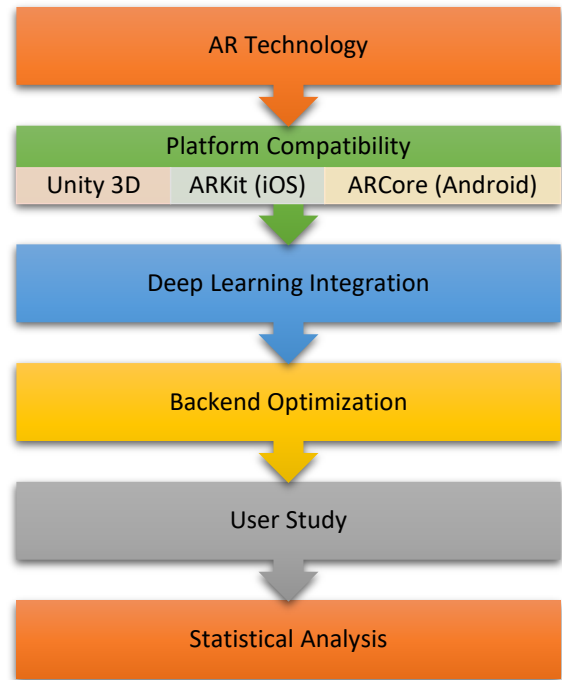 AR Technology
Platform Compatibility
Unity 3D ARKit (iOS) ARCore (Android)
Deep Learning Integration
Backend Optimization
User Study
Statistical Analysis